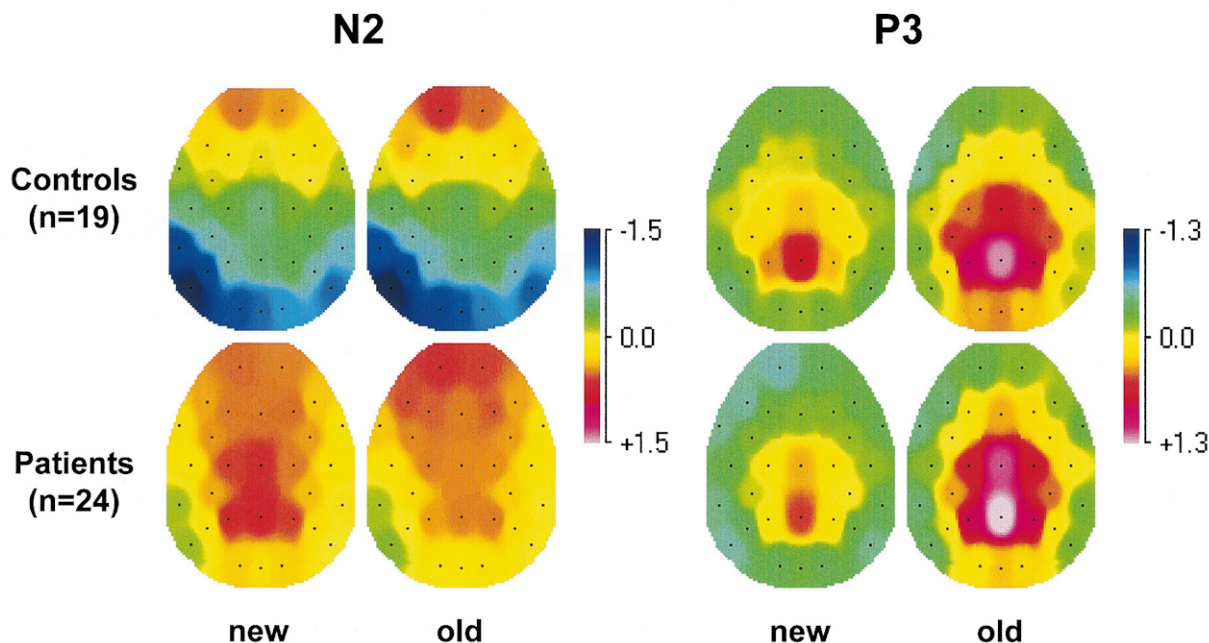 N2
P3
Controls
(n=19)
-1.5
0.0
+1.5
-1.3
0.0
+1.3
Patients
(n=24)
new
old
new
old